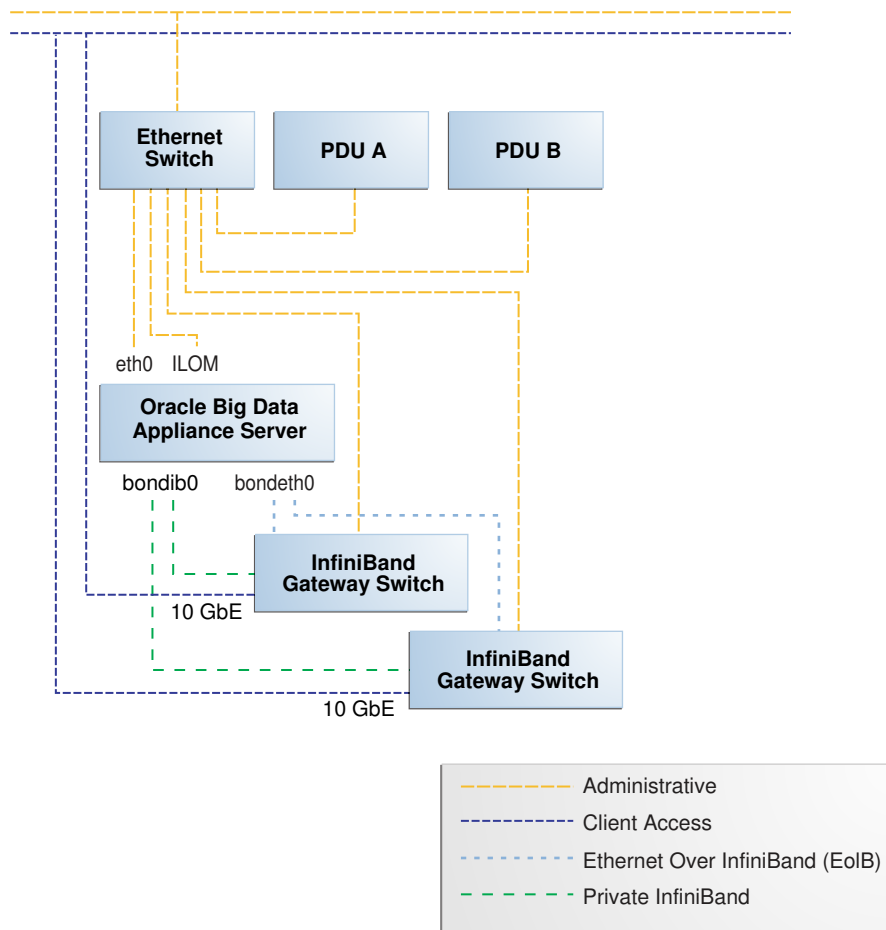 Ethernet
Switch
PDU A
PDU B
eth0
ILOM
Oracle Big Data
Appliance Server
bondib0
bondeth0
InfiniBand
Gateway Switch
10 GbE
InfiniBand
Gateway Switch
10 GbE
Administrative
Client Access
Ethernet Over InfiniBand (EoIB)
Private InfiniBand